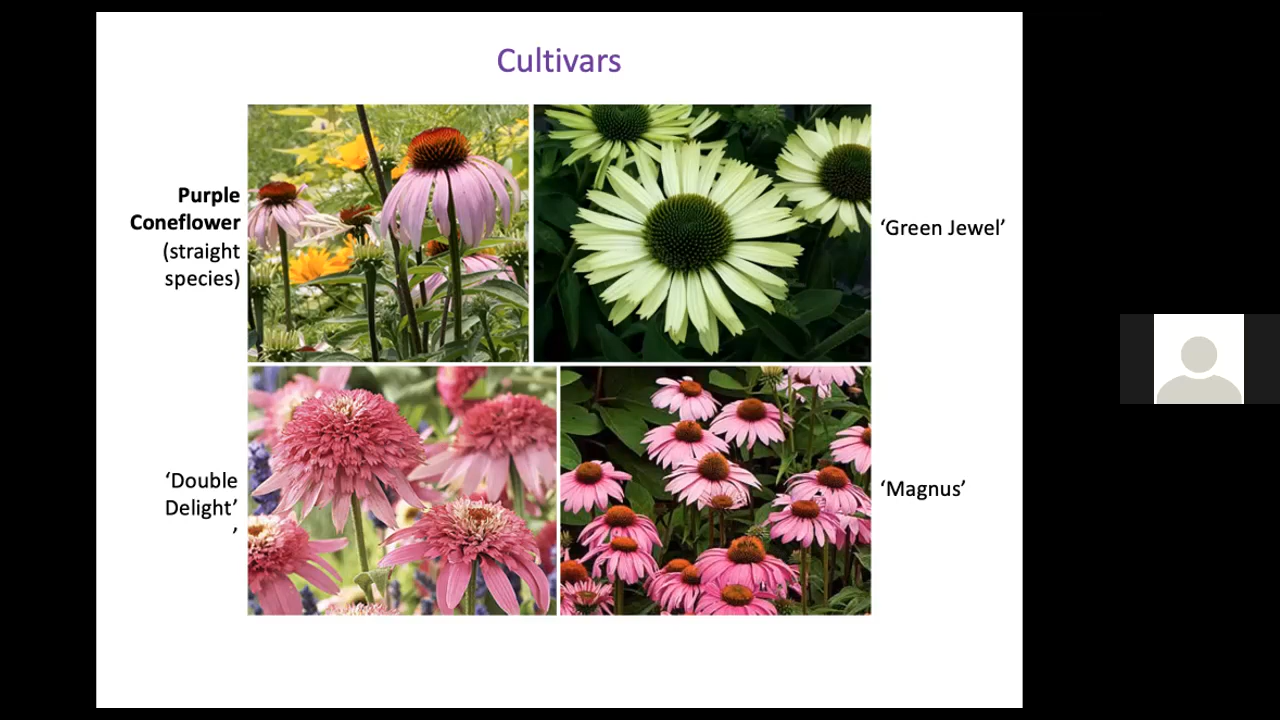 Cultivars
Purple
Coneflower
(straight
species)
‘Green Jewel’
‘Double
Delight’
’
‘Magnus’